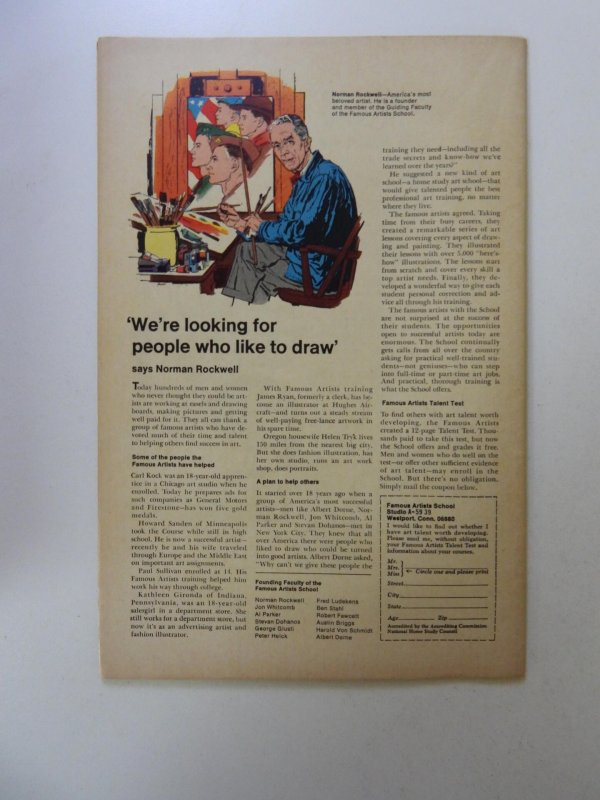 Norman Rockwell—America's most
beloved artist. He is a founder
and member of the Guiding Faculty
of the Famous Artists School.
'We're looking for
people who like to draw'
says Norman Rockwell
Today hundreds of men and women
who never thought they could be art-
ists are working at easels and drawing
boards, making pictures and getting
well paid for it. They all can thank a
group of famous artists who have de-
voted much of their time and talent
to helping others find success in art.
Some of the people the
Famous Artists have helped
Carl Kock was an 18-year-old appren-
tice in a Chicago art studio when he
enrolled. Today he prepares ads for
such companies as General Motors
and Firestone—has won five gold
medals.
Howard Sanden of Minneapolis
took the Course while still in high
school. He is now a successful artist—
recently he and his wife traveled
through Europe and the Middle East
on important art assignments.
Paul Sullivan enrolled at 14. His
Famous Artists training helped him
work his way through college.
Kathleen Gironda of Indiana,
Pennsylvania, was an 18-year-old
salesgirl in a department store. She
still works for a department store, but
now it's as an advertising artist and
fashion illustrator.
With Famous Artists training
James Ryan, formerly a clerk, has be-
come an illustrator at Hughes Air-
craft—and turns out a steady stream
of well-paying free-lance artwork in
his spare time.
Oregon housewife Helen Tryk lives
150 miles from the nearest big city.
But she does fashion illustration, has
her own studio, runs an art work
shop, does portraits.
A plan to help others
It started over 18 years ago when a
group of America's most successful
artists—men like Albert Dorne, Nor-
man Rockwell, Jon Whitcomb, Al
Parker and Stevan Dohanos—met in
New York City. They knew that all
over America there were people who
liked to draw who could be turned
into good artists. Albert Dorne asked,
"Why can't we give these people the
Founding Faculty of the
Famous Artists School
Norman Rockwell
Jon Whitcomb
Al Parker
Stevan Dohanos
George Giusti
Peter Helck
Fred Ludekens
Ben Stahl
Robert Fawcett
Austin Briggs
Harold Von Schmidt
Albert Dorne
training they need—including all the
trade secrets and know-how we've
learned over the years?"
He suggested a new kind of art
school—a home study art school—that
would give talented people the best
professional art training, no matter
where they live.
The famous artists agreed. Taking
time from their busy careers, they
created a remarkable series of art
lessons covering every aspect of draw-
ing and painting. They illustrated
their lessons with over 5,000 "here's-
how" illustrations. The lessons start
from scratch and cover every skill a
top artist needs. Finally, they de-
veloped a wonderful way to give each
student personal correction and ad-
vice all through his training.
The famous artists with the School
are not surprised at the success of
their students. The opportunities
open to successful artists today are
enormous. The School continually
gets calls from all over the country
asking for practical well-trained stu-
dents—not geniuses—who can step
into full-time or part-time art jobs.
And practical, thorough training is
what the School offers.
Famous Artists Talent Test
To find others with art talent worth
developing, the Famous Artists
created a 12-page Talent Test. Thou-
sands paid to take this test, but now
the School offers and grades it free.
Men and women who do well on the
test—or offer other sufficient evidence
of art talent—may enroll in the
School. But there's no obligation.
Simply mail the coupon below.
Famous Artists School
Westport, Conn. 06880
I would like to find out whether I
have art talent worth developing.
Please send me, without obligation,
your Famous Artists Talent Test and
information about your courses.
Mr.
Mrs.
Miss ← Circle one and please print
Street
City
State
Age Zip
Accredited by the Accrediting Commission
National Home Study Council